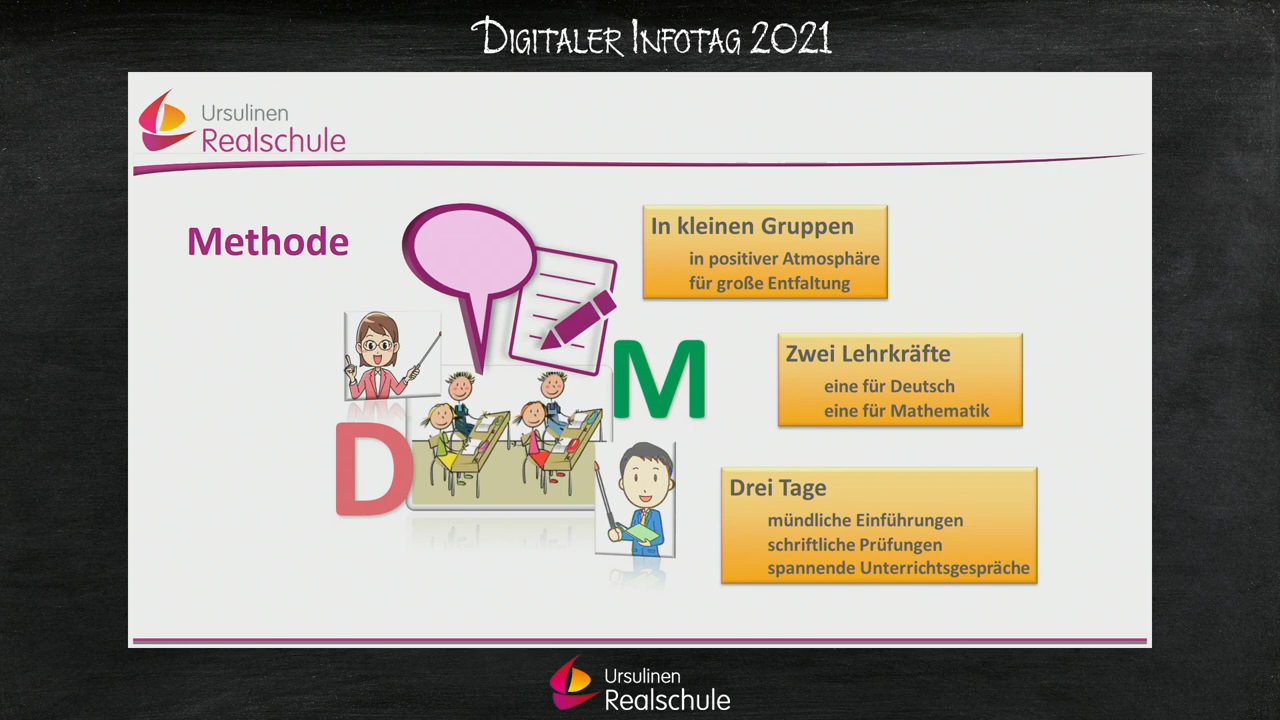 Digitaler Infotag 2021
Ursulinen
Realschule
Methode
In kleinen Gruppen
in positiver Atmosphäre
für große Entfaltung
M
Zwei Lehrkräfte
eine für Deutsch
eine für Mathematik
D
Drei Tage
mündliche Einführungen
schriftliche Prüfungen
spannende Unterrichtsgespräche
Ursulinen
Realschule